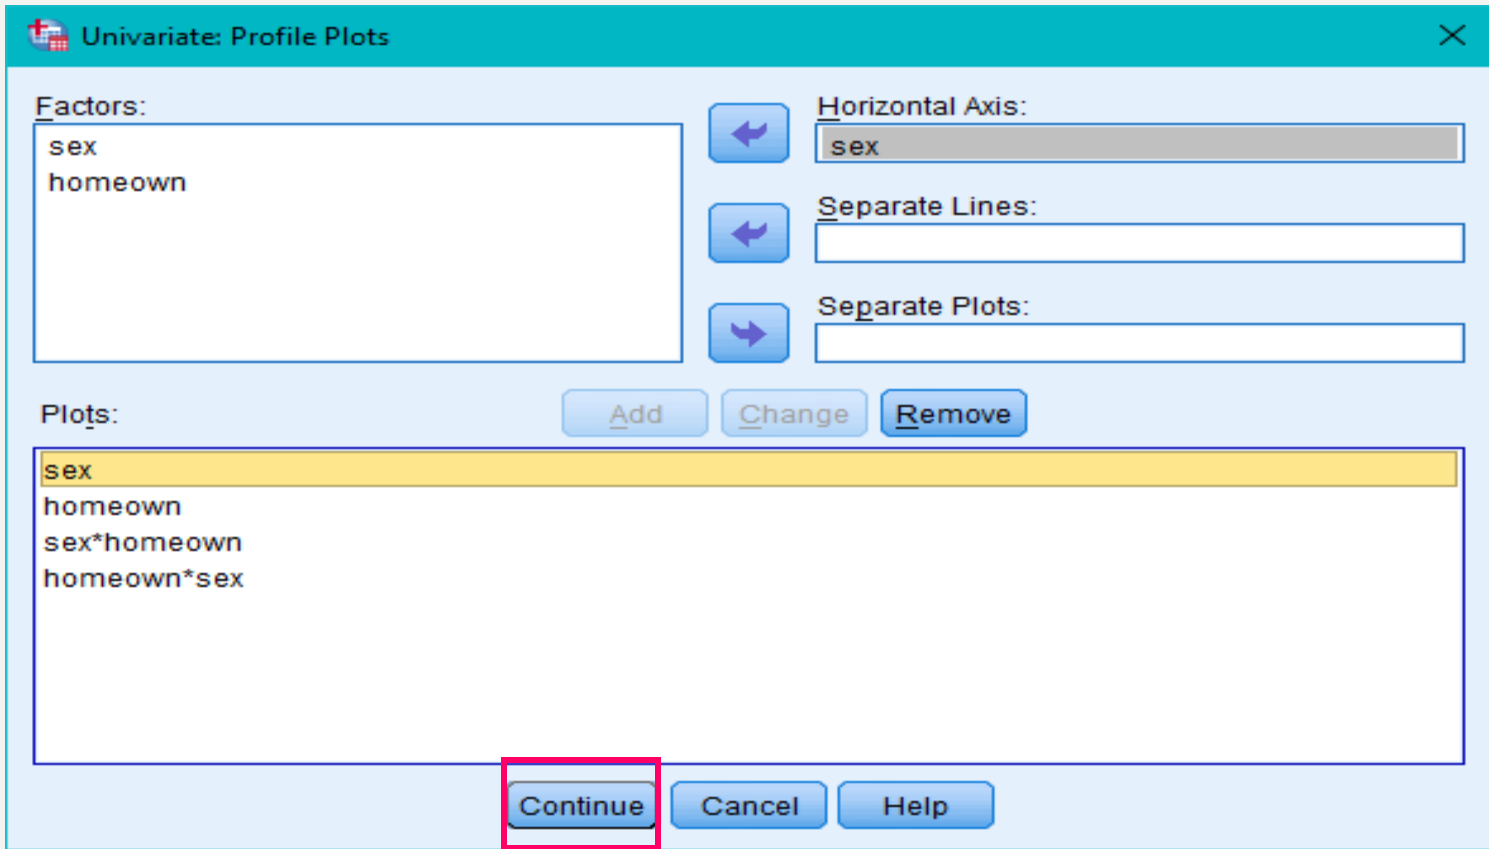 Univariate: Profile Plots
Factors:
sex
homeown
Horizontal Axis:
sex
Separate Lines:
Separate Plots:
Plots:
Add
Change
Remove
sex
homeown
sex*homeown
homeown*sex
Continue
Cancel
Help